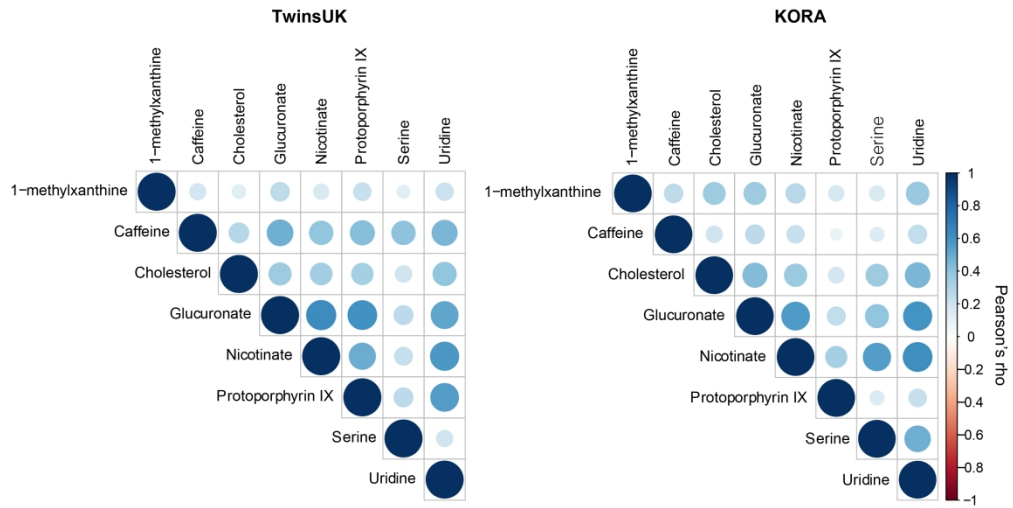 TwinsUK
1−methylxanthine
Caffeine
Cholesterol
Glucuronate
Nicotinate
Protoporphyrin IX
Serine
Uridine
1−methylxanthine
Caffeine
Cholesterol
Glucuronate
Nicotinate
Protoporphyrin IX
Serine
Uridine
KORA
1−methylxanthine
Caffeine
Cholesterol
Glucuronate
Nicotinate
Protoporphyrin IX
Serine
Uridine
1−methylxanthine
Caffeine
Cholesterol
Glucuronate
Nicotinate
Protoporphyrin IX
Serine
Uridine
1
0.8
0.6
0.4
0.2
0
−0.2
−0.4
−0.6
−0.8
−1
Pearson's rho